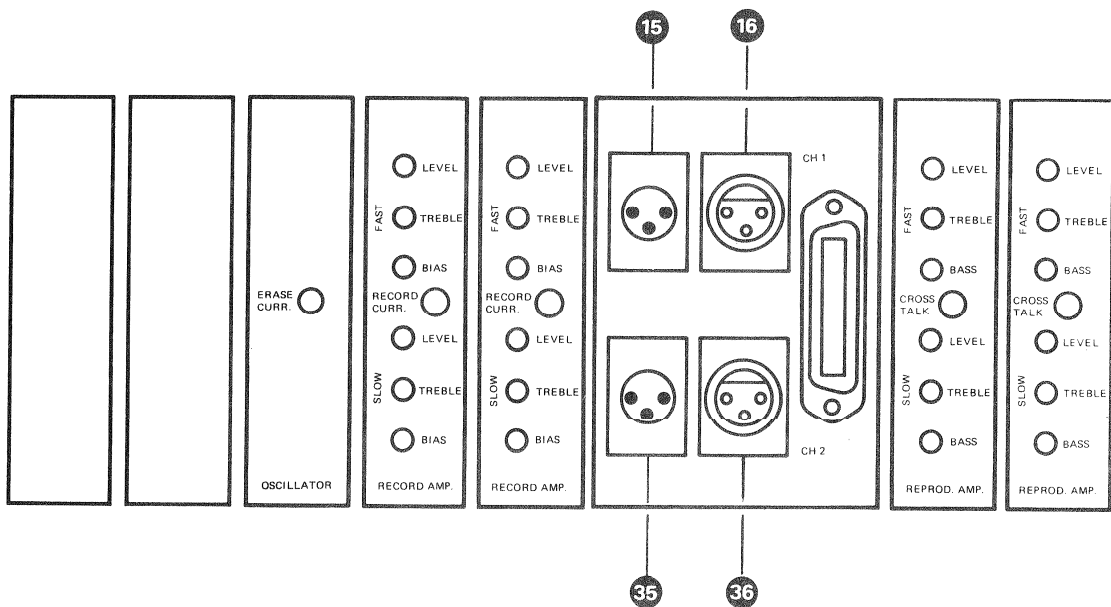 15
16
ERASE
CURR.
OSCILLATOR
LEVEL
FAST
TREBLE
BIAS
RECORD
CURR.
LEVEL
SLOW
TREBLE
BIAS
RECORD AMP.
LEVEL
FAST
TREBLE
BIAS
RECORD
CURR.
LEVEL
SLOW
TREBLE
BIAS
RECORD AMP.
CH 1
CH 2
LEVEL
FAST
TREBLE
BASS
CROSS
TALK
LEVEL
SLOW
TREBLE
BASS
REPROD. AMP.
LEVEL
FAST
TREBLE
BASS
CROSS
TALK
LEVEL
SLOW
TREBLE
BASS
REPROD. AMP.
35
36